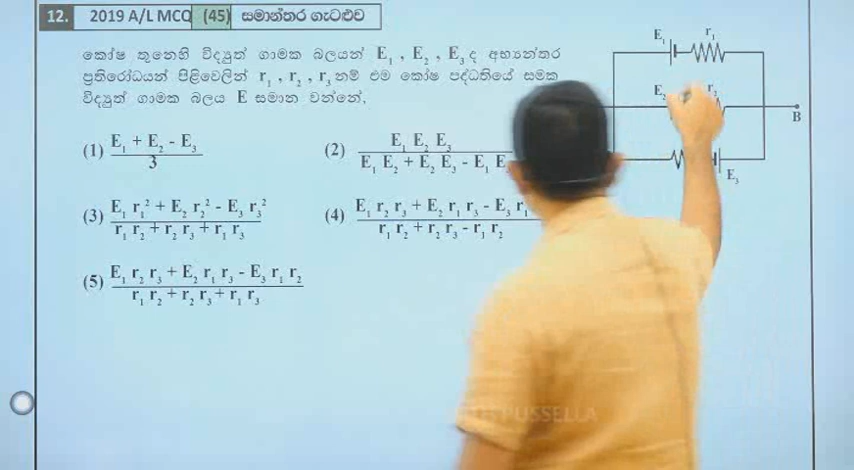 12. 2019 A/L MCQ (45) සමාන්තර ගැටළුව
කෝෂ තුනෙහි විද්‍යුත් ගාමක බලයන් E₁ , E₂ , E₃ ද අභ්‍යන්තර
ප්‍රතිරෝධයන් පිළිවෙලින් r₁ , r₂ , r₃ නම් එම කෝෂ පද්ධතියේ සමක
විද්‍යුත් ගාමක බලය E සමාන වන්නේ,
(1) E₁ + E₂ - E₃
3
(2) E₁ E₂ E₃
E₁ E₂ + E₂ E₃ - E₁ E
(3) E₁ r₁² + E₂ r₂² - E₃ r₃²
r₁ r₂ + r₂ r₃ + r₁ r₃
(4) E₁ r₂ r₃ + E₂ r₁ r₃ - E₃ r₁
r₁ r₂ + r₂ r₃ - r₁ r₂
(5) E₁ r₂ r₃ + E₂ r₁ r₃ - E₃ r₁ r₂
r₁ r₂ + r₂ r₃ + r₁ r₃
E₁ r₁
E₂ r₂
B
E₃
PUSSELLA